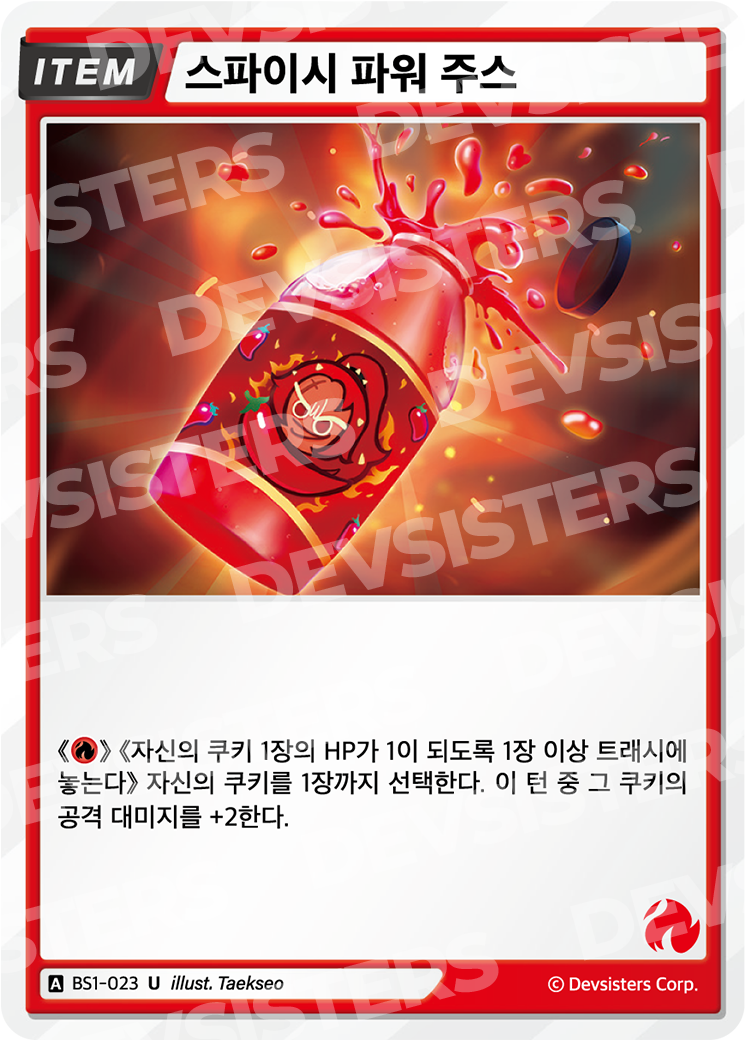 ITEM
스파이시 파워 주스
《🔥》《자신의 쿠키 1장의 HP가 1이 되도록 1장 이상 트래시에
놓는다》 자신의 쿠키를 1장까지 선택한다. 이 턴 중 그 쿠키의
공격 대미지를 +2한다.
A BS1-023 U illust. Taekseo
© Devsisters Corp.
DEVSISTERS